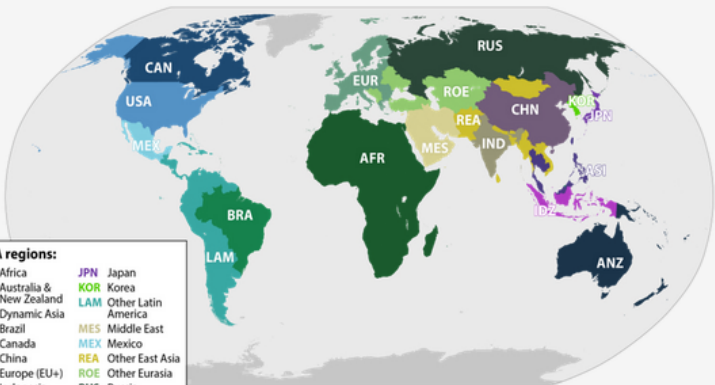 RUS
CAN
EUR
ROE
USA
CHN
KOR
JPN
REA
MEX
IND
MES
AFR
ASI
IDZ
BRA
LAM
ANZ
regions:
Africa
Australia &
New Zealand
Dynamic Asia
Brazil
Canada
China
Europe (EU+)
JPN Japan
KOR Korea
LAM Other Latin
America
MES Middle East
MEX Mexico
REA Other East Asia
ROE Other Eurasia